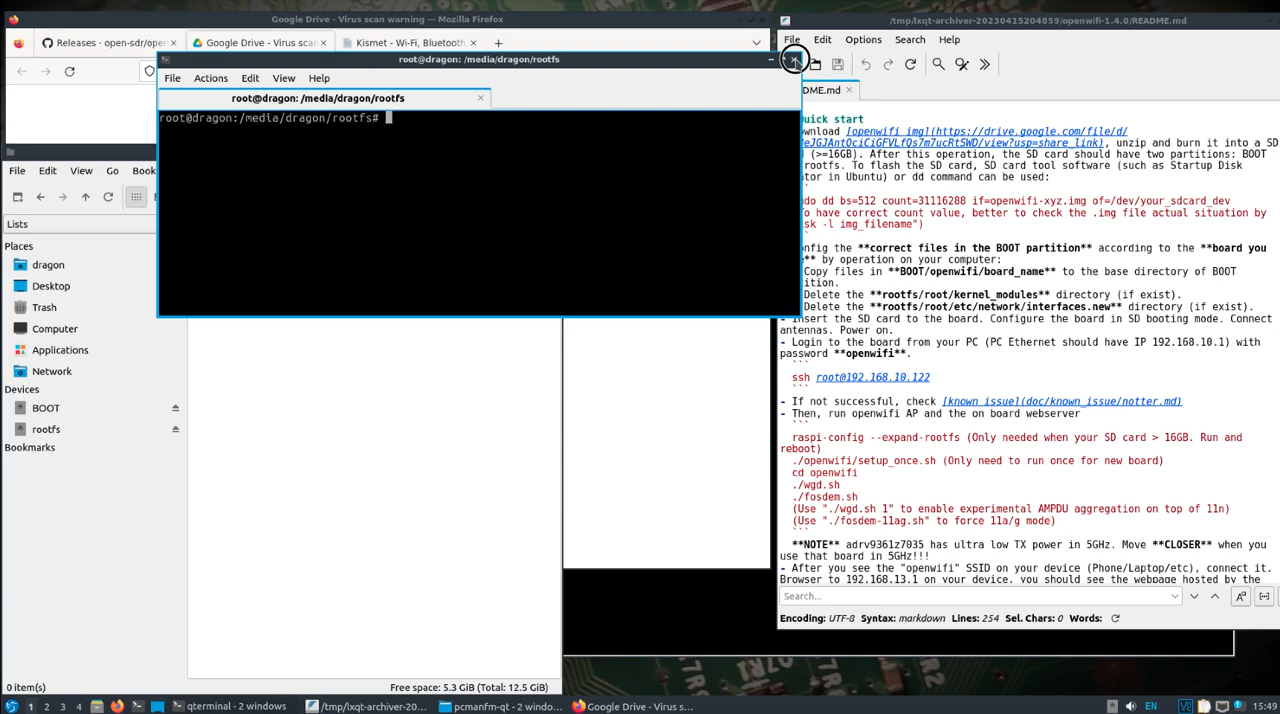 Google Drive - Virus scan warning — Mozilla Firefox
Releases - open-sdr/oper
Google Drive - Virus scan
Kismet - Wi-Fi, Bluetooth,
root@dragon: /media/dragon/rootfs
File Actions Edit View Help
root@dragon: /media/dragon/rootfs
root@dragon:/media/dragon/rootfs#
File Edit View Go Book
Lists
Places
dragon
Desktop
Trash
Computer
Applications
Network
Devices
BOOT
rootfs
Bookmarks
0 item(s)
Free space: 5.3 GiB (Total: 12.5 GiB)
/tmp/lxqt-archiver-20230415204859/openwifi-1.4.0/README.md
File Edit Options Search Help
DME.md
Quick start
ownload [openwifi img](https://drive.google.com/file/d/
, unzip and burn it into a SD
(>=16GB). After this operation, the SD card should have two partitions: BOOT
rootfs. To flash the SD card, SD card tool software (such as Startup Disk
tor in Ubuntu) or dd command can be used:
do dd bs=512 count=31116288 if=openwifi-xyz.img of=/dev/your_sdcard_dev
o have correct count value, better to check the .img file actual situation by
sk -l img_filename")
onfig the **correct files in the BOOT partition** according to the **board you
e** by operation on your computer:
Copy files in **BOOT/openwifi/board_name** to the base directory of BOOT
ition.
Delete the **rootfs/root/kernel_modules** directory (if exist).
Delete the **rootfs/root/etc/network/interfaces.new** directory (if exist).
- Insert the SD card to the board. Configure the board in SD booting mode. Connect
antennas. Power on.
- Login to the board from your PC (PC Ethernet should have IP 192.168.10.1) with
password **openwifi**.
```
ssh root@192.168.10.122
```
- If not successful, check [known issue](doc/known_issue/notter.md)
- Then, run openwifi AP and the on board webserver
```
raspi-config --expand-rootfs (Only needed when your SD card > 16GB. Run and
reboot)
./openwifi/setup_once.sh (Only need to run once for new board)
cd openwifi
./wgd.sh
./fosdem.sh
(Use "./wgd.sh 1" to enable experimental AMPDU aggregation on top of 11n)
(Use "./fosdem-11ag.sh" to force 11a/g mode)
```
**NOTE** adrv9361z7035 has ultra low TX power in 5GHz. Move **CLOSER** when you
use that board in 5GHz!!!
- After you see the "openwifi" SSID on your device (Phone/Laptop/etc), connect it.
Browser to 192.168.13.1 on your device, you should see the webpage hosted by the
Search...
Encoding: UTF-8 Syntax: markdown Lines: 254 Sel. Chars: 0 Words:
1 2 3 4
qterminal - 2 windows
/tmp/lxqt-archiver-20...
pcmanfm-qt - 2 windo...
Google Drive - Virus s...
EN
15:49